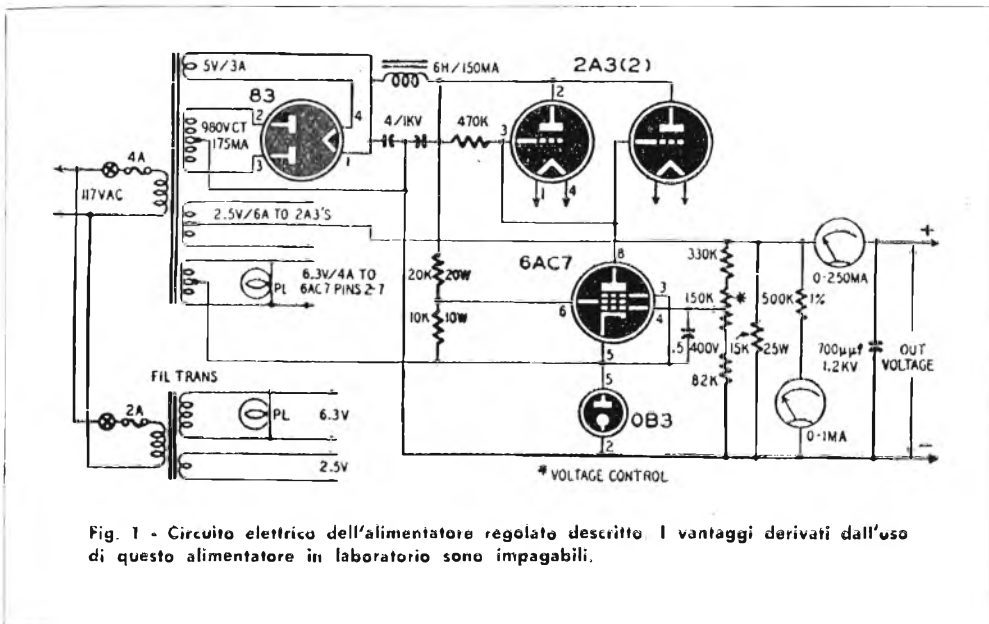 5V/3A
6H/150MA
2A3(2)
83
2
4
3
1
980VCT
175MA
4/1KV
470K
3
2
1
4
4A
117VAC
2.5V/6A TO 2A3'S
+
PL
6.3V/4A TO
6AC7 PINS 2-7
20K
20W
10K
10W
6AC7
8
6
3
4
5
330K
150K
*
500K
1%
0-250MA
.5
400V
15K
25W
82K
700µµf
1.2KV
OUT
VOLTAGE
FIL TRANS
2A
PL
6.3V
2.5V
5
OB3
2
0-1MA
-
* VOLTAGE CONTROL
Fig. 1 - Circuito elettrico dell'alimentatore regolato descritto. I vantaggi derivati dall'uso
di questo alimentatore in laboratorio sono impagabili.